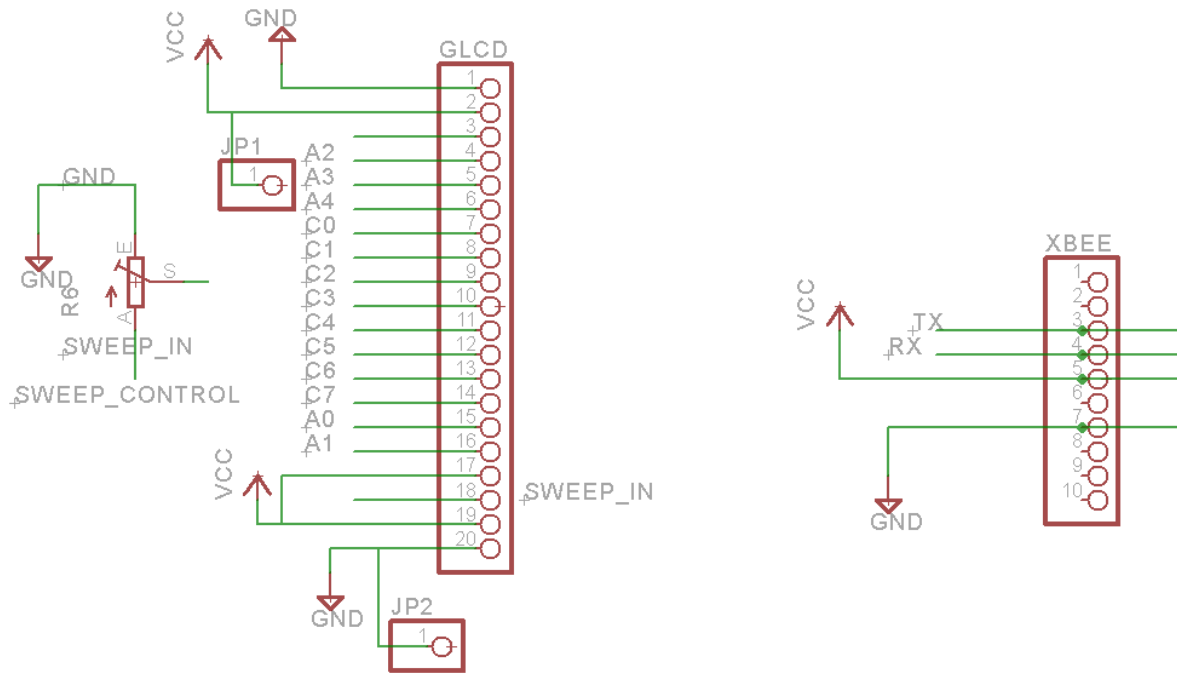 VCC
GND
GLCD
1
2
3
JP1
1
A2
4
A3
5
A4
6
C0
7
C1
8
C2
9
C3
10
C4
11
C5
12
C6
13
C7
14
A0
15
A1
16
17
18
SWEEP_IN
19
20
VCC
GND
JP2
1
GND
GND
E
S
A
R6
SWEEP_IN
SWEEP_CONTROL
XBEE
1
2
3
4
5
6
7
8
9
10
VCC
TX
RX
GND